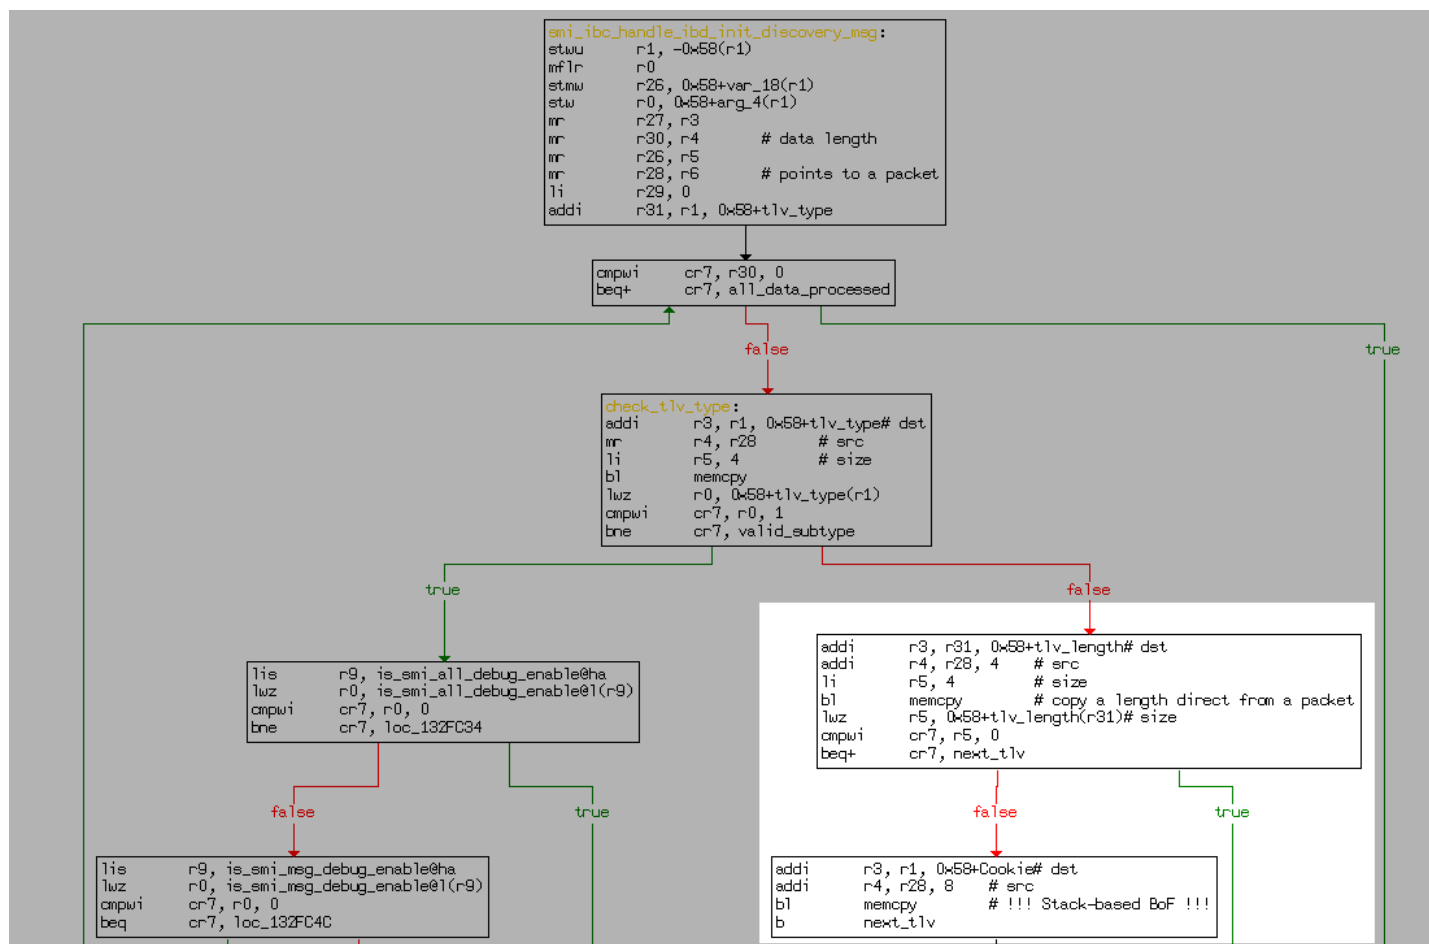 smi_ibc_handle_ibd_init_discovery_msg:
stwu r1, -0x58(r1)
mflr r0
stmw r26, 0x58+var_18(r1)
stw r0, 0x58+arg_4(r1)
mr r27, r3
mr r30, r4 # data length
mr r26, r5
mr r28, r6 # points to a packet
li r29, 0
addi r31, r1, 0x58+tlv_type
cmpwi cr7, r30, 0
beq+ cr7, all_data_processed
false
true
check_tlv_type:
addi r3, r1, 0x58+tlv_type# dst
mr r4, r28 # src
li r5, 4 # size
bl memcpy
lwz r0, 0x58+tlv_type(r1)
cmpwi cr7, r0, 1
bne cr7, valid_subtype
true
false
lis r9, is_smi_all_debug_enable@ha
lwz r0, is_smi_all_debug_enable@l(r9)
cmpwi cr7, r0, 0
bne cr7, loc_132FC34
addi r3, r31, 0x58+tlv_length# dst
addi r4, r28, 4 # src
li r5, 4 # size
bl memcpy # copy a length direct from a packet
lwz r5, 0x58+tlv_length(r31)# size
cmpwi cr7, r5, 0
beq+ cr7, next_tlv
false
true
false
true
lis r9, is_smi_msg_debug_enable@ha
lwz r0, is_smi_msg_debug_enable@l(r9)
cmpwi cr7, r0, 0
beq cr7, loc_132FC4C
addi r3, r1, 0x58+Cookie# dst
addi r4, r28, 8 # src
bl memcpy # !!! Stack-based BoF !!!
b next_tlv